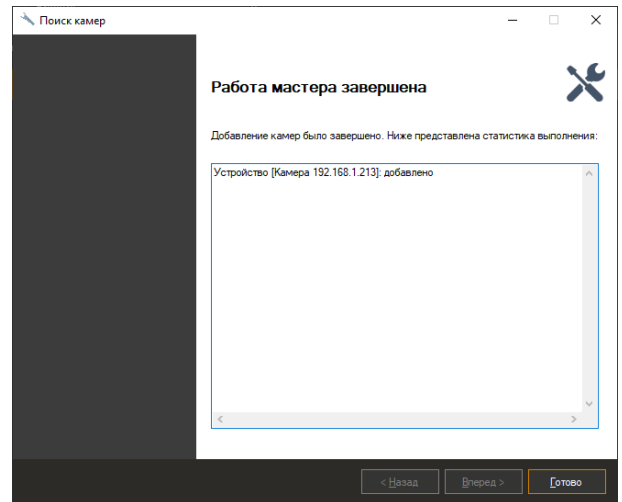 Поиск камер
Работа мастера завершена
Добавление камер было завершено. Ниже представлена статистика выполнения:
Устройство [Камера 192.168.1.213]: добавлено
< Назад
Вперед >
Готово